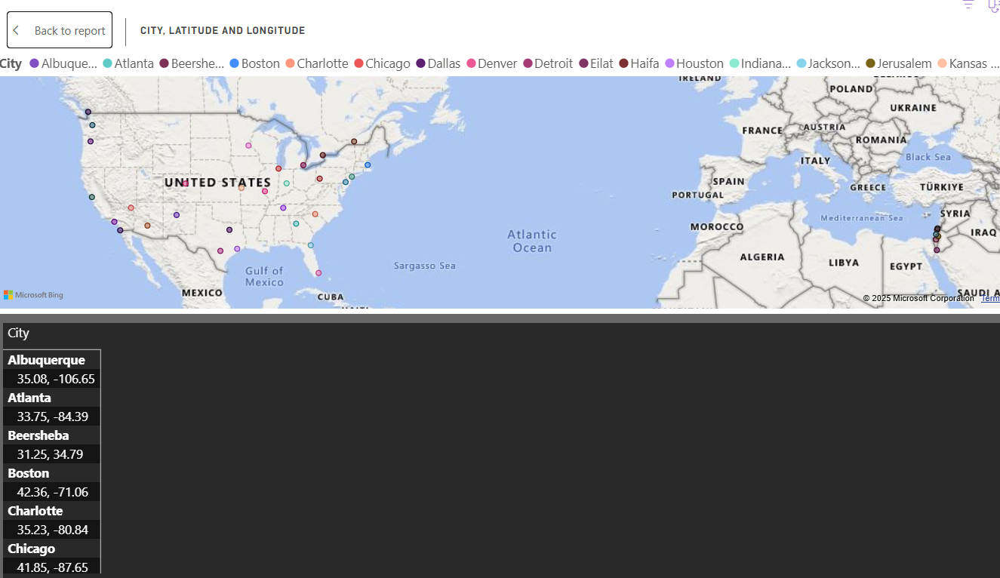 Back to report
CITY, LATITUDE AND LONGITUDE
City Albuque... Atlanta Beershe... Boston Charlotte Chicago Dallas Denver Detroit Eilat Haifa Houston Indiana... Jackson... Jerusalem Kansas ...
IRELAND
POLAND
UKRAINE
FRANCE
AUSTRIA
ROMANIA
Black Sea
ITALY
UNITED STATES
SPAIN
GREECE
TÜRKIYE
PORTUGAL
SYRIA
Mediterranean Sea
MOROCCO
IRAQ
Atlantic
Ocean
ALGERIA
LIBYA
EGYPT
Sargasso Sea
Gulf of
Mexico
MEXICO
CUBA
SAUDI A
Microsoft Bing
© 2025 Microsoft Corporation Term
City
Albuquerque
35.08, -106.65
Atlanta
33.75, -84.39
Beersheba
31.25, 34.79
Boston
42.36, -71.06
Charlotte
35.23, -80.84
Chicago
41.85, -87.65